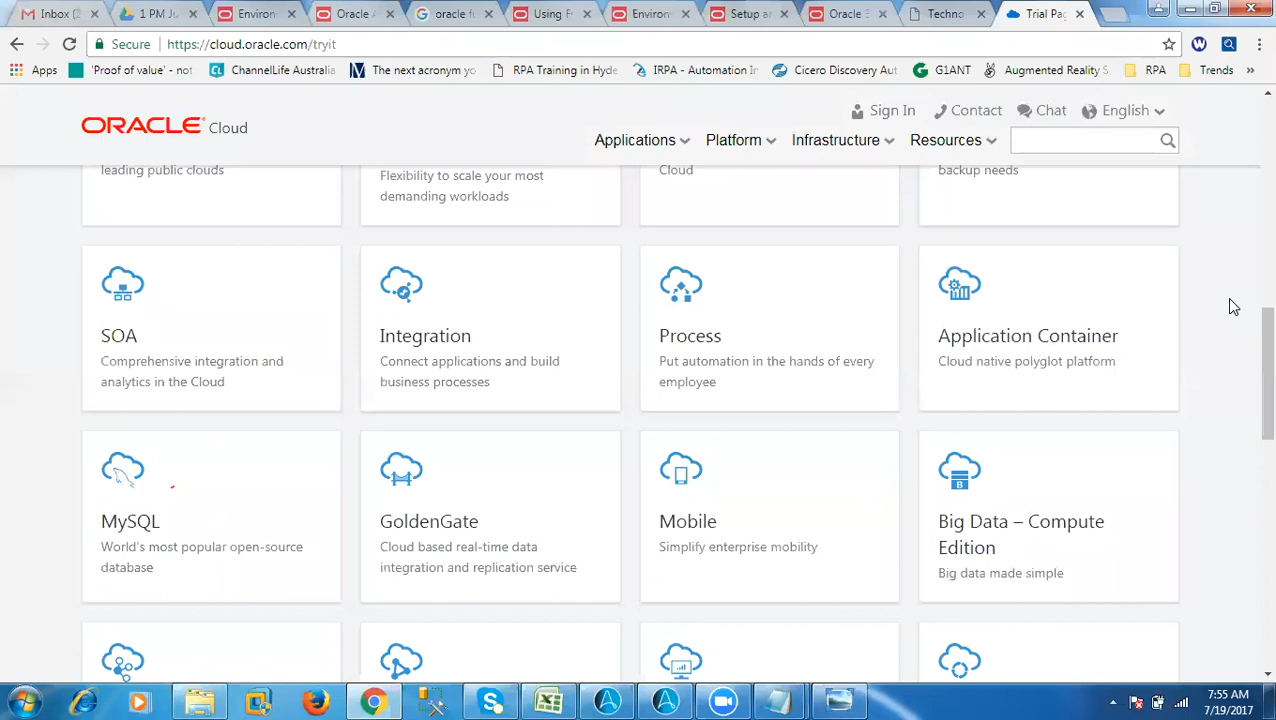 Inbox (2
1 PM Ju
Environ
Oracle A
oracle fu
Using F
Environ
Setup a
Oracle S
Techno
Trial Pag
Secure
https://cloud.oracle.com/tryit
Apps
'Proof of value' - not
ChannelLife Australia
The next acronym yo
RPA Training in Hyde
IRPA - Automation In
Cicero Discovery Aut
G1ANT
Augmented Reality S
RPA
Trends
»
Sign In
Contact
Chat
English
ORACLE Cloud
Applications
Platform
Infrastructure
Resources
leading public clouds
Flexibility to scale your most
demanding workloads
Cloud
backup needs
SOA
Comprehensive integration and
analytics in the Cloud
Integration
Connect applications and build
business processes
Process
Put automation in the hands of every
employee
Application Container
Cloud native polyglot platform
MySQL
World's most popular open-source
database
GoldenGate
Cloud based real-time data
integration and replication service
Mobile
Simplify enterprise mobility
Big Data – Compute
Edition
Big data made simple
7:55 AM
7/19/2017